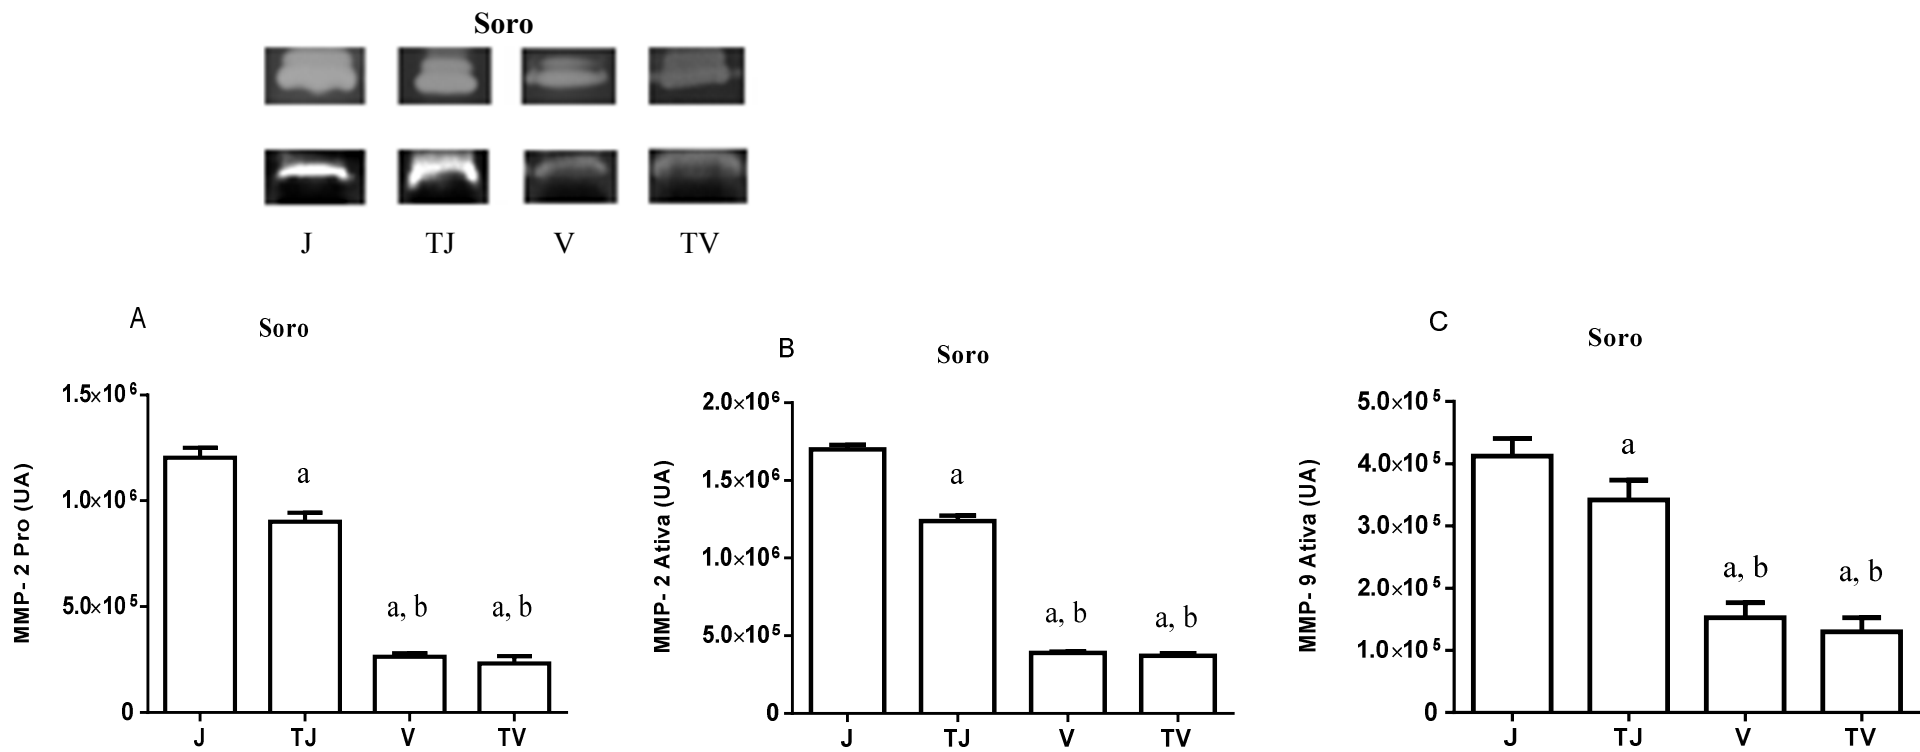 Soro
J TJ V TV
A
Soro
MMP- 2 Pro (UA)
1.5×10⁶
1.0×10⁶
5.0×10⁵
0
a
a, b
a, b
J TJ V TV
B
Soro
MMP- 2 Ativa (UA)
2.0×10⁶
1.5×10⁶
1.0×10⁶
5.0×10⁵
0
a
a, b
a, b
J TJ V TV
C
Soro
MMP- 9 Ativa (UA)
5.0×10⁵
4.0×10⁵
3.0×10⁵
2.0×10⁵
1.0×10⁵
0
a
a, b
a, b
J TJ V TV